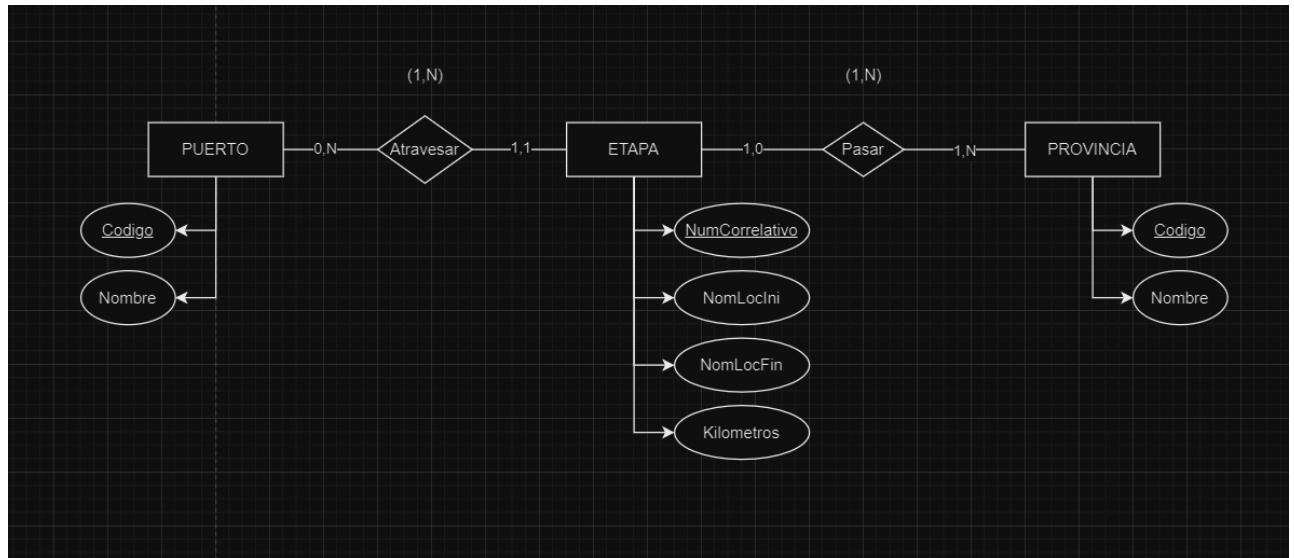 (1,N)
(1,N)
PUERTO
0,N
Atravesar
1,1
ETAPA
1,0
Pasar
1,N
PROVINCIA
Codigo
NumCorrelativo
Codigo
Nombre
NomLocIni
Nombre
NomLocFin
Kilometros